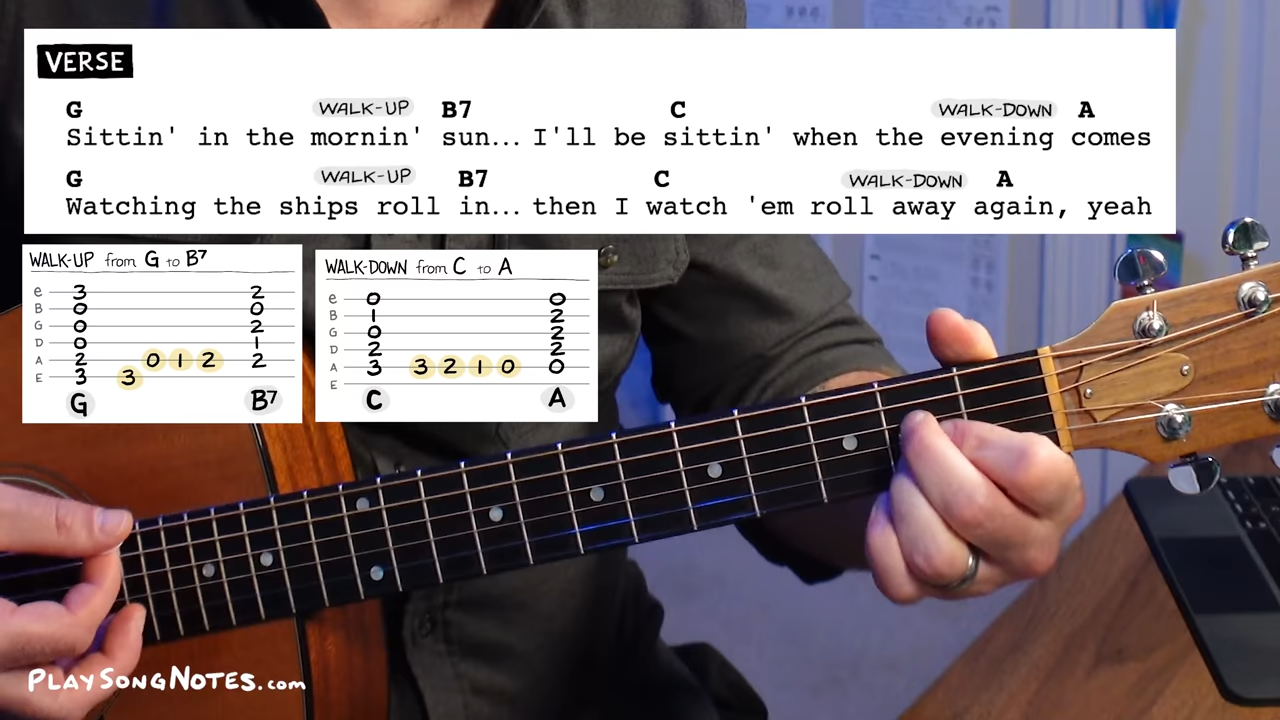 VERSE
G WALK-UP B7 C WALK-DOWN A
Sittin' in the mornin' sun... I'll be sittin' when the evening comes
G WALK-UP B7 C WALK-DOWN A
Watching the ships roll in... then I watch 'em roll away again, yeah
WALK-UP from G to B7
e 3 2
B 0 0
G 0 2
D 0 1
A 2 0 1 2 2
E 3 3
G B7
WALK-DOWN from C to A
e 0 0
B 1 2
G 0 2
D 2 2
A 3 3 2 1 0 0
E
C A
PLAYSONGNOTES.com